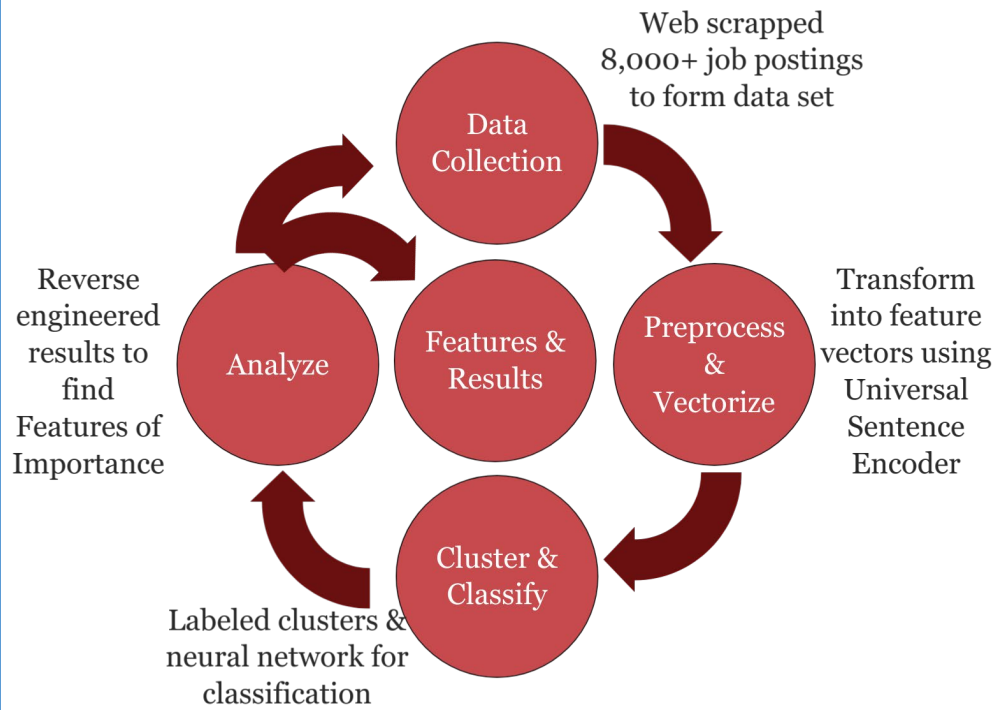 Web scrapped
8,000+ job postings
to form data set
Data
Collection
Reverse
engineered
results to
find
Features of
Importance
Analyze
Features &
Results
Preprocess
&
Vectorize
Transform
into feature
vectors using
Universal
Sentence
Encoder
Cluster &
Classify
Labeled clusters &
neural network for
classification